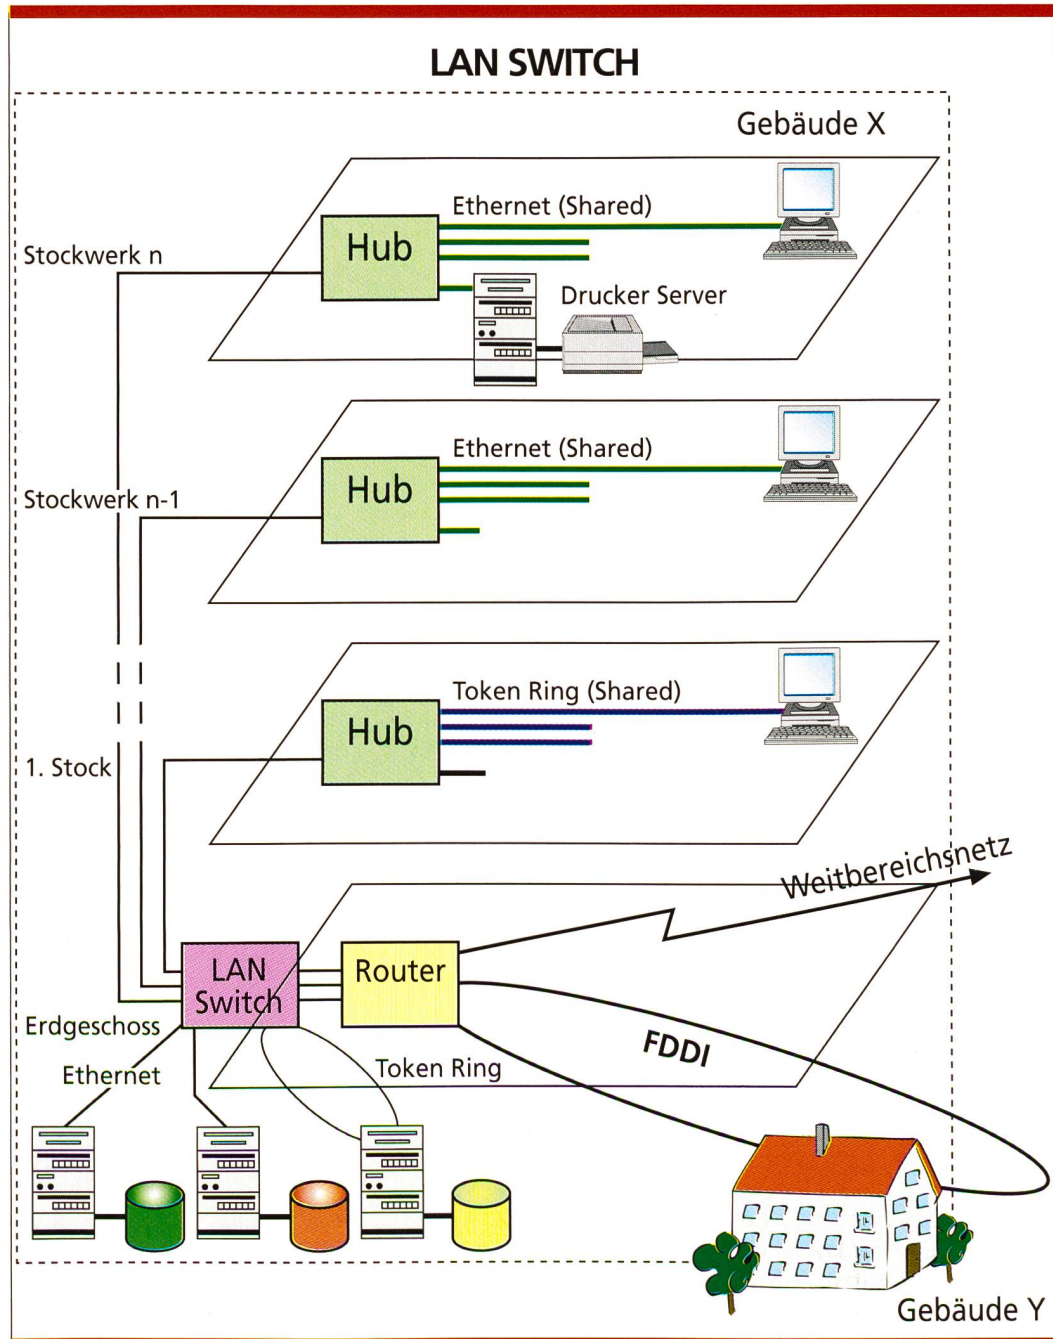 LAN SWITCH
Gebäude X
Ethernet (Shared)
Hub
Stockwerk n
Drucker Server
Ethernet (Shared)
Hub
Stockwerk n-1
Token Ring (Shared)
Hub
1. Stock
Weitbereichsnetz
LAN
Switch
Router
Erdgeschoss
FDDI
Ethernet
Token Ring
Gebäude Y